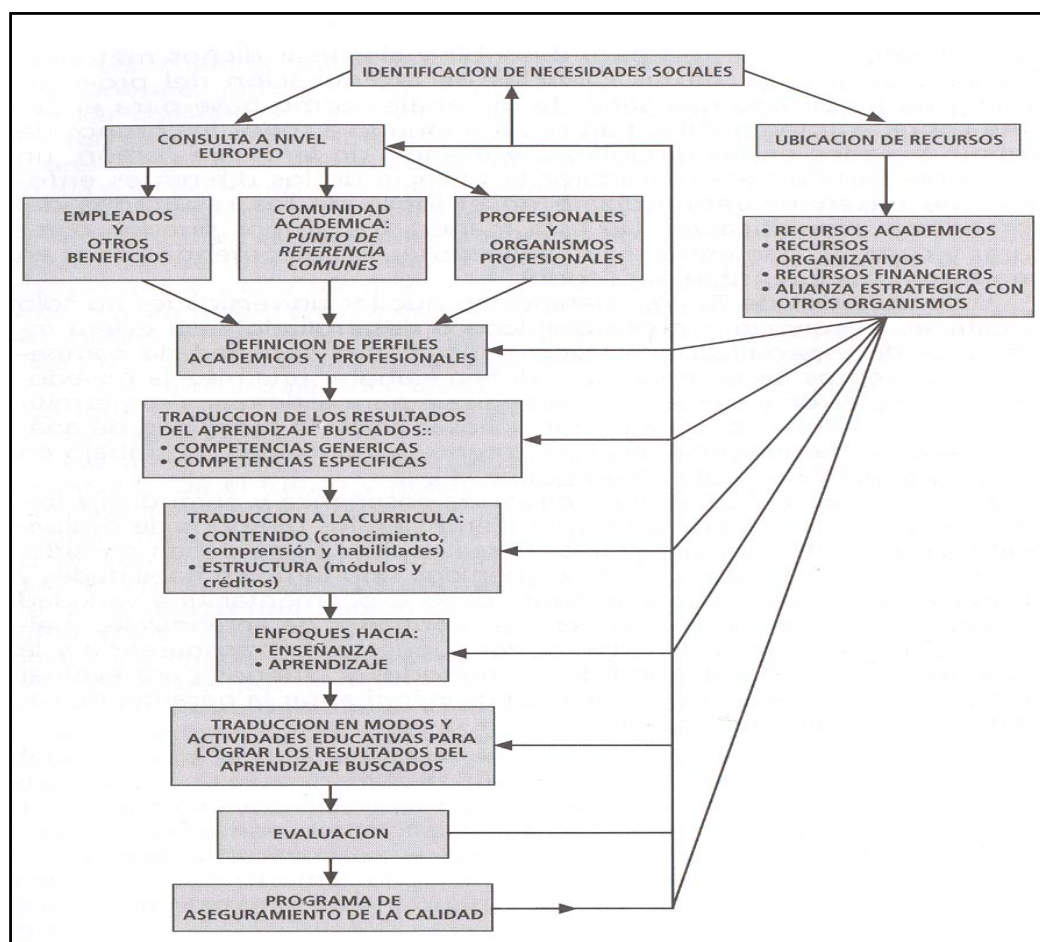 IDENTIFICACION DE NECESIDADES SOCIALES
CONSULTA A NIVEL
EUROPEO
UBICACION DE RECURSOS
EMPLEADOS
Y
OTROS
BENEFICIOS
COMUNIDAD
ACADEMICA:
PUNTO DE
REFERENCIA
COMUNES
PROFESIONALES
Y
ORGANISMOS
PROFESIONALES
• RECURSOS ACADEMICOS
• RECURSOS
ORGANIZATIVOS
• RECURSOS FINANCIEROS
• ALIANZA ESTRATEGICA CON
OTROS ORGANISMOS
DEFINICION DE PERFILES
ACADEMICOS Y PROFESIONALES
TRADUCCION DE LOS RESULTADOS
DEL APRENDIZAJE BUSCADOS::
• COMPETENCIAS GENERICAS
• COMPETENCIAS ESPECIFICAS
TRADUCCION A LA CURRICULA:
• CONTENIDO (conocimiento,
comprensión y habilidades)
• ESTRUCTURA (módulos y
créditos)
ENFOQUES HACIA:
• ENSEÑANZA
• APRENDIZAJE
TRADUCCION EN MODOS Y
ACTIVIDADES EDUCATIVAS PARA
LOGRAR LOS RESULTADOS DEL
APRENDIZAJE BUSCADOS
EVALUACION
PROGRAMA DE
ASEGURAMIENTO DE LA CALIDAD